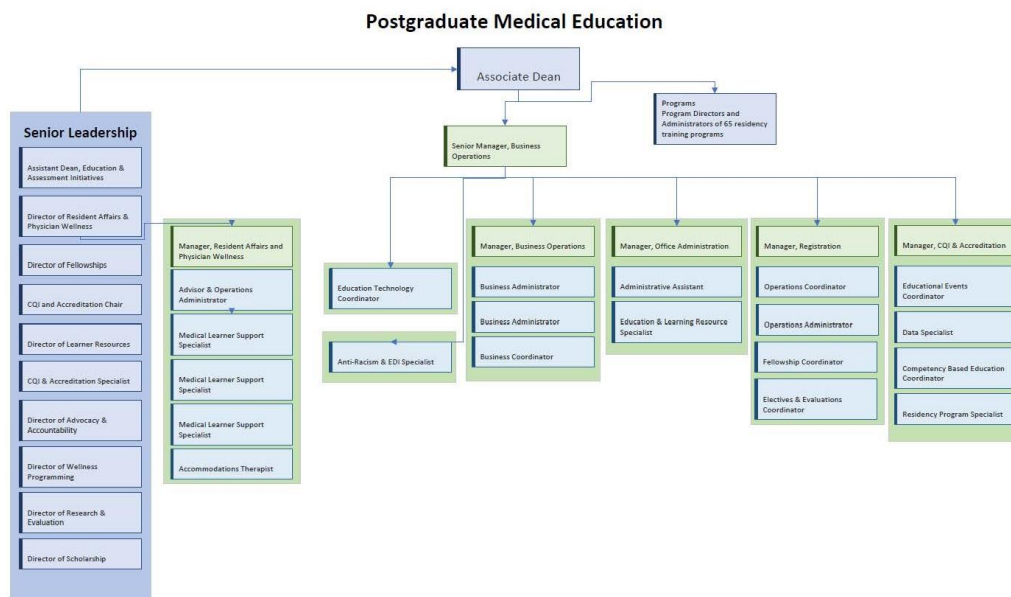 Postgraduate Medical Education
Associate Dean
Programs
Program Directors and
Administrators of 65 residency
training programs
Senior Manager, Business
Operations
Senior Leadership
Assistant Dean, Education &
Assessment Initiatives
Director of Resident Affairs &
Physician Wellness
Director of Fellowships
CQI and Accreditation Chair
Director of Learner Resources
CQI & Accreditation Specialist
Director of Advocacy &
Accountability
Director of Wellness
Programming
Director of Research &
Evaluation
Director of Scholarship
Manager, Resident Affairs and
Physician Wellness
Advisor & Operations
Administrator
Medical Learner Support
Specialist
Medical Learner Support
Specialist
Medical Learner Support
Specialist
Accommodations Therapist
Education Technology
Coordinator
Anti-Racism & EDI Specialist
Manager, Business Operations
Business Administrator
Business Administrator
Business Coordinator
Manager, Office Administration
Administrative Assistant
Education & Learning Resource
Specialist
Manager, Registration
Operations Coordinator
Operations Administrator
Fellowship Coordinator
Electives & Evaluations
Coordinator
Manager, CQI & Accreditation
Educational Events
Coordinator
Data Specialist
Competency Based Education
Coordinator
Residency Program Specialist